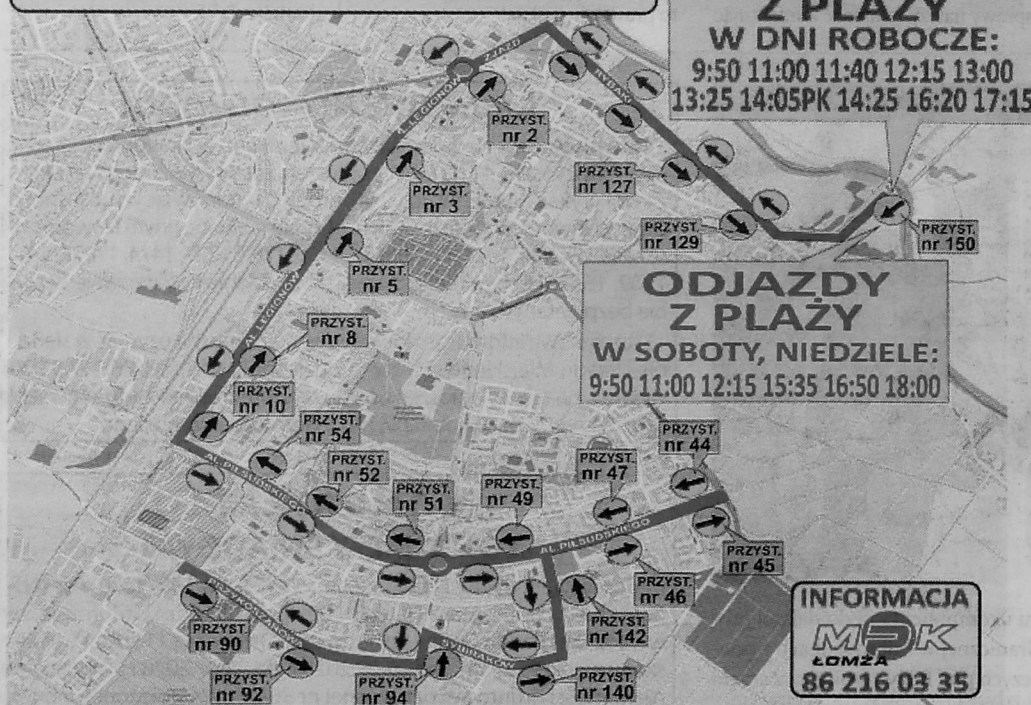 Z PLAŻY
W DNI ROBOCZE:
9:50 11:00 11:40 12:15 13:00
13:25 14:05PK 14:25 16:20 17:15
ZJAZD
RYBAKI
AL. LEGIONÓW
PRZYST.
nr 2
PRZYST.
nr 3
PRZYST.
nr 127
PRZYST.
nr 129
PRZYST.
nr 150
PRZYST.
nr 5
ODJAZDY
Z PLAŻY
W SOBOTY, NIEDZIELE:
9:50 11:00 12:15 15:35 16:50 18:00
AL. LEGIONÓW
PRZYST.
nr 8
PRZYST.
nr 10
PRZYST.
nr 54
PRZYST.
nr 52
PRZYST.
nr 51
PRZYST.
nr 49
PRZYST.
nr 47
PRZYST.
nr 44
AL. PIŁSUDSKIEGO
AL. PIŁSUDSKIEGO
PRZYST.
nr 45
PRZYST.
nr 46
PRZYST.
nr 142
PRZYST.
nr 90
PRZYST.
nr 92
PRZYST.
nr 94
SYBIRAKÓW
PRZYST.
nr 140
INFORMACJA
MPK
ŁOMŻA
86 216 03 35